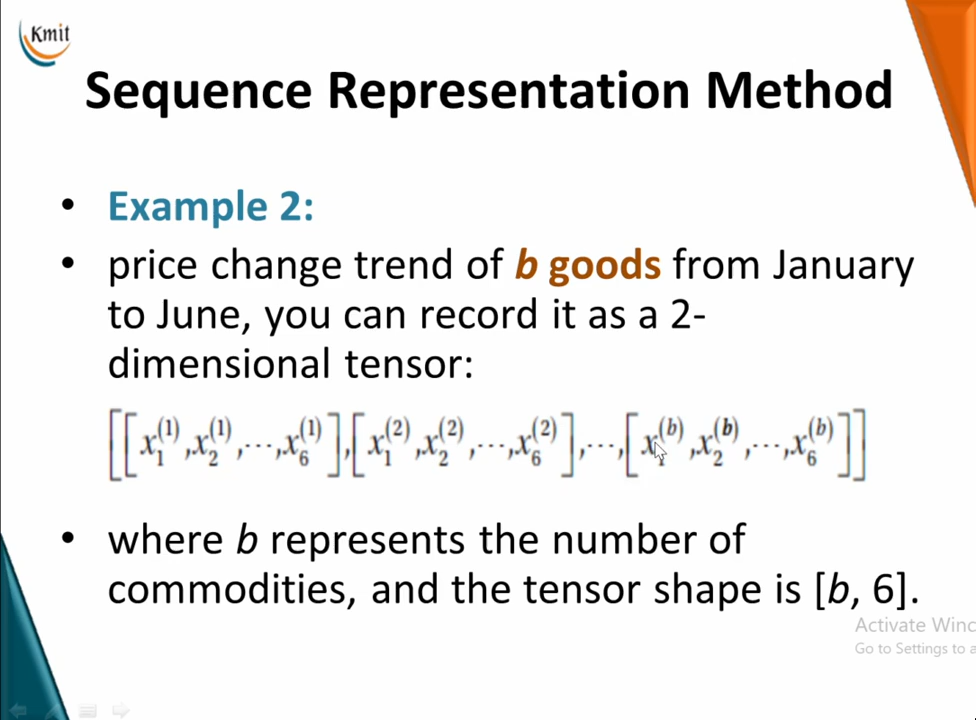 Kmit
Sequence Representation Method
• Example 2:
• price change trend of b goods from January
to June, you can record it as a 2-
dimensional tensor:
[[x₁⁽¹⁾,x₂⁽¹⁾,⋯,x₆⁽¹⁾],[x₁⁽²⁾,x₂⁽²⁾,⋯,x₆⁽²⁾],⋯,[x₁⁽ᵇ⁾,x₂⁽ᵇ⁾,⋯,x₆⁽ᵇ⁾]]
• where b represents the number of
commodities, and the tensor shape is [b, 6].
Activate Winc
Go to Settings to a